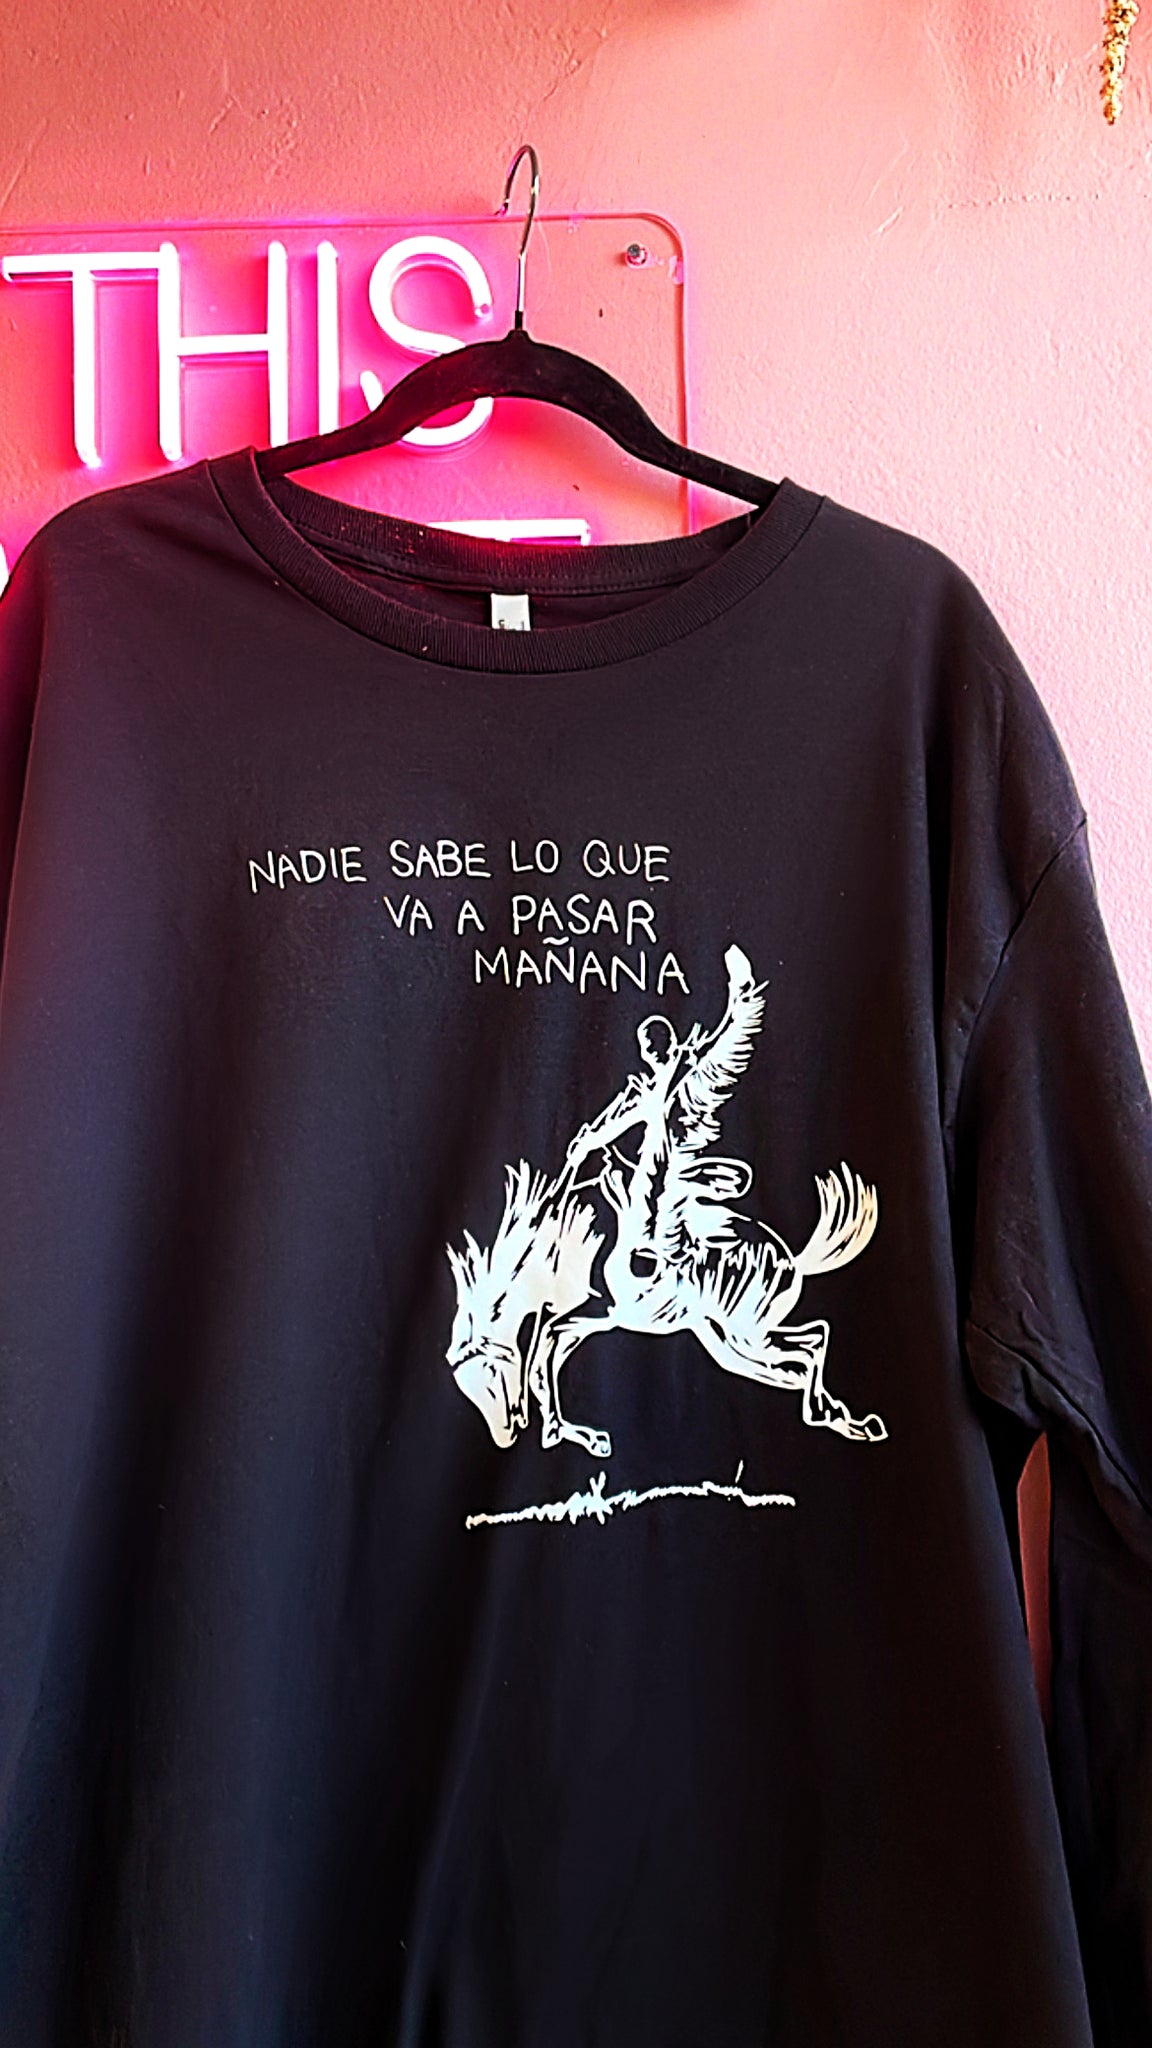 THIS
NADIE SABE LO QUE
VA A PASAR
MAÑANA